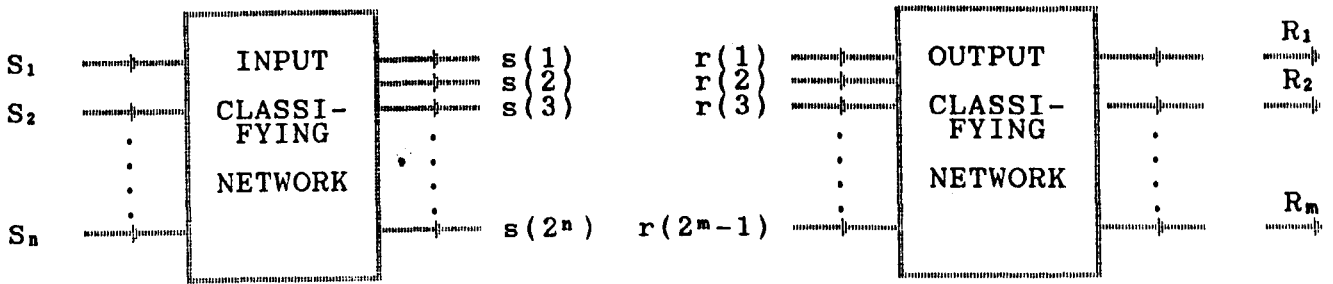 S₁ INPUT s(1) r(1) OUTPUT R₁
s(2) r(2) R₂
S₂ CLASSI- s(3) r(3) CLASSI-
FYING FYING
NETWORK NETWORK
Sₙ s(2ⁿ) r(2ᵐ-1) Rₘ